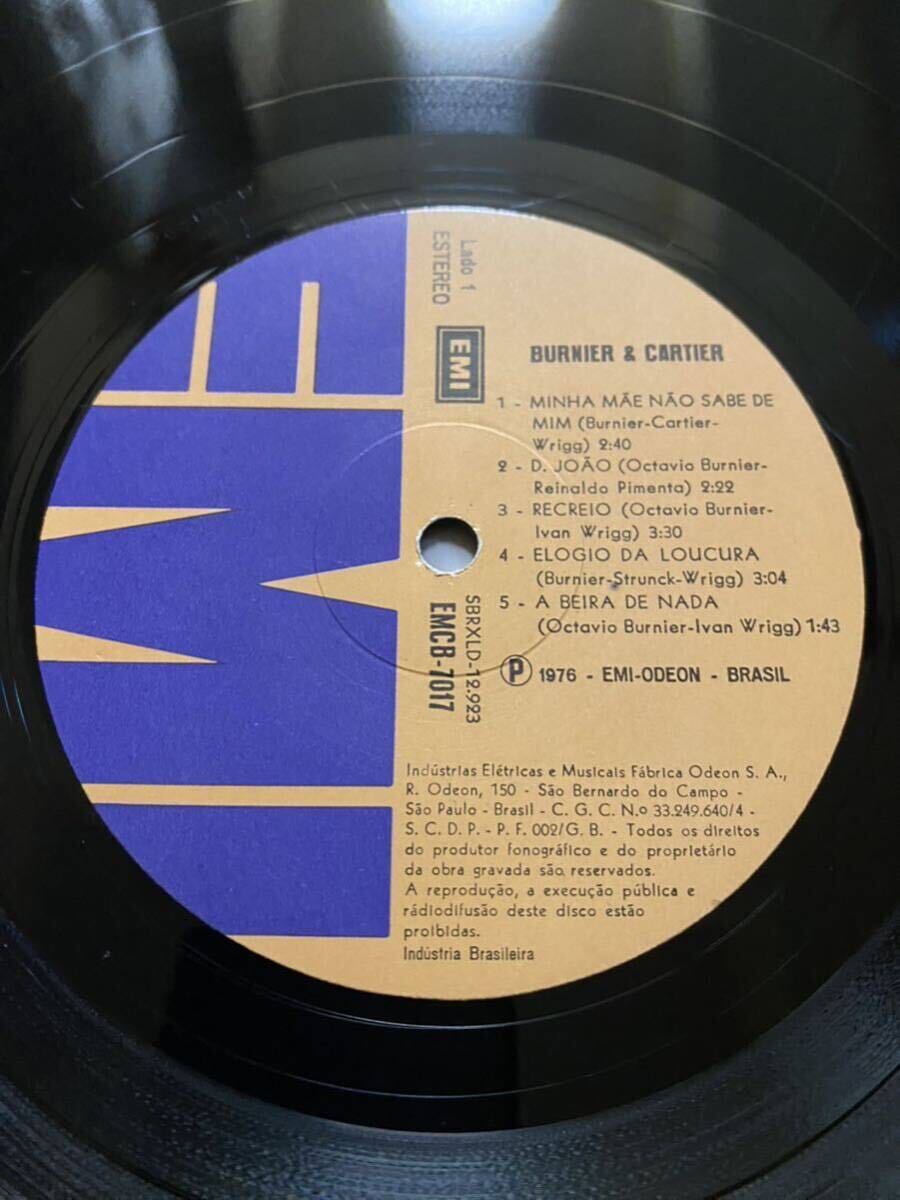 Lado 1
ESTEREO
EMI
BURNIER & CARTIER
1 - MINHA MÃE NÃO SABE DE
MIM (Burnier-Cartier-
Wrigg) 2:40
2 - D. JOÃO (Octavio Burnier-
Reinaldo Pimenta) 2:22
3 - RECREIO (Octavio Burnier-
Ivan Wrigg) 3:30
4 - ELOGIO DA LOUCURA
(Burnier-Strunck-Wrigg) 3:04
5 - A BEIRA DE NADA
(Octavio Burnier-Ivan Wrigg) 1:43
SBRXLD-12.923
EMCB-7017
Ⓟ 1976 - EMI-ODEON - BRASIL
Indústrias Elétricas e Musicais Fábrica Odeon S. A.,
R. Odeon, 150 - São Bernardo do Campo -
São Paulo - Brasil - C. G. C. N.º 33.249.640/4 -
S. C. D. P. - P. F. 002/G. B. - Todos os direitos
do produtor fonográfico e do proprietário
da obra gravada são reservados.
A reprodução, a execução pública e
rádiodifusão deste disco estão
proibidas.
Indústria Brasileira
EMI